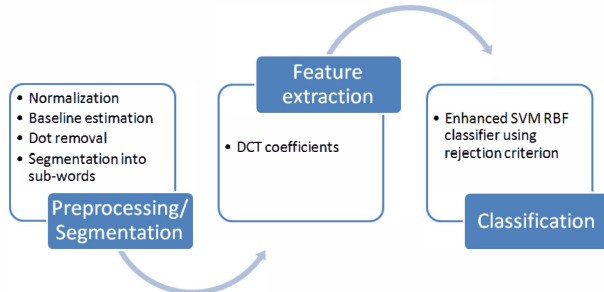 • Normalization
• Baseline estimation
• Dot removal
• Segmentation into
sub-words
Preprocessing/
Segmentation
Feature
extraction
• DCT coefficients
• Enhanced SVM RBF
classifier using
rejection criterion
Classification